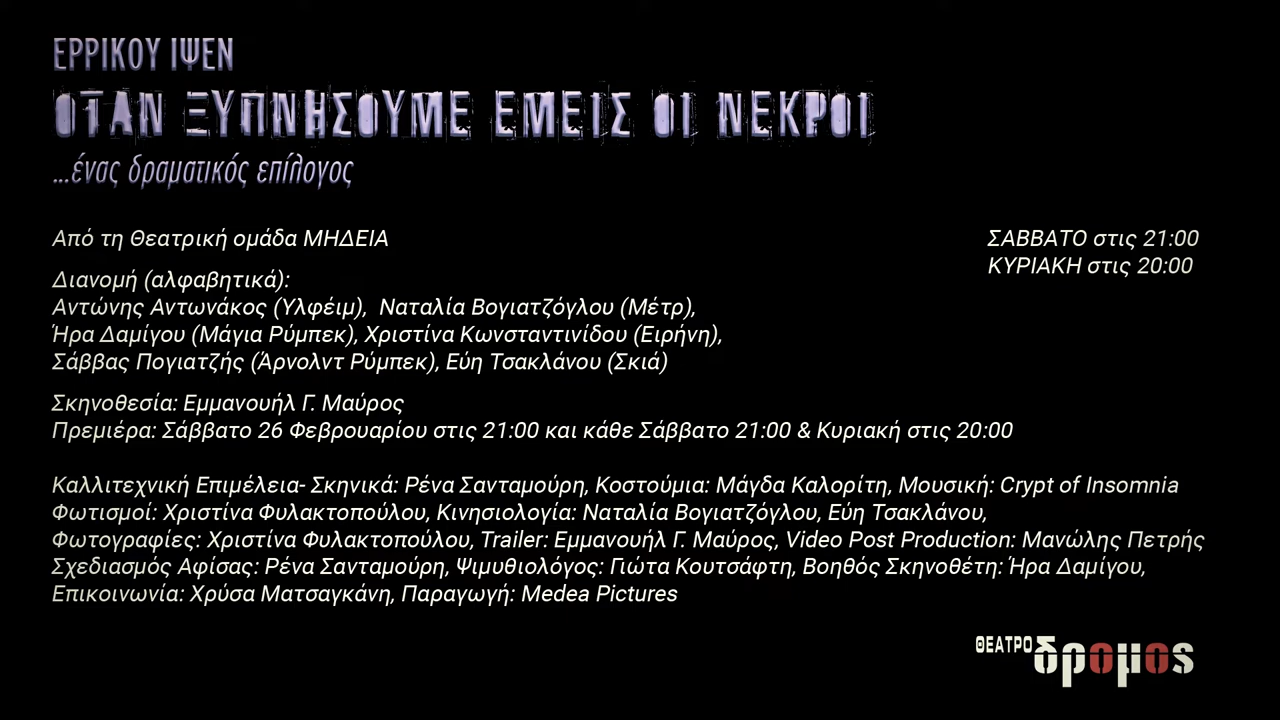 ΕΡΡΙΚΟΥ ΙΨΕΝ
ΟΤΑΝ ΞΥΠΝΗΣΟΥΜΕ ΕΜΕΙΣ ΟΙ ΝΕΚΡΟΙ
...ένας δραματικός επίλογος
Από τη Θεατρική ομάδα ΜΗΔΕΙΑ
ΣΑΒΒΑΤΟ στις 21:00
ΚΥΡΙΑΚΗ στις 20:00
Διανομή (αλφαβητικά):
Αντώνης Αντωνάκος (Υλφέιμ),  Ναταλία Βογιατζόγλου (Μέτρ),
Ήρα Δαμίγου (Μάγια Ρύμπεκ), Χριστίνα Κωνσταντινίδου (Ειρήνη),
Σάββας Πογιατζής (Άρνολντ Ρύμπεκ), Εύη Τσακλάνου (Σκιά)
Σκηνοθεσία: Εμμανουήλ Γ. Μαύρος
Πρεμιέρα: Σάββατο 26 Φεβρουαρίου στις 21:00 και κάθε Σάββατο 21:00 & Κυριακή στις 20:00
Καλλιτεχνική Επιμέλεια- Σκηνικά: Ρένα Σανταμούρη, Κοστούμια: Μάγδα Καλορίτη, Μουσική: Crypt of Insomnia
Φωτισμοί: Χριστίνα Φυλακτοπούλου, Κινησιολογία: Ναταλία Βογιατζόγλου, Εύη Τσακλάνου,
Φωτογραφίες: Χριστίνα Φυλακτοπούλου, Trailer: Εμμανουήλ Γ. Μαύρος, Video Post Production: Μανώλης Πετρής
Σχεδιασμός Αφίσας: Ρένα Σανταμούρη, Ψιμυθιολόγος: Γιώτα Κουτσάφτη, Βοηθός Σκηνοθέτη: Ήρα Δαμίγου,
Επικοινωνία: Χρύσα Ματσαγκάνη, Παραγωγή: Medea Pictures
ΘΕΑΤΡΟ δρομος